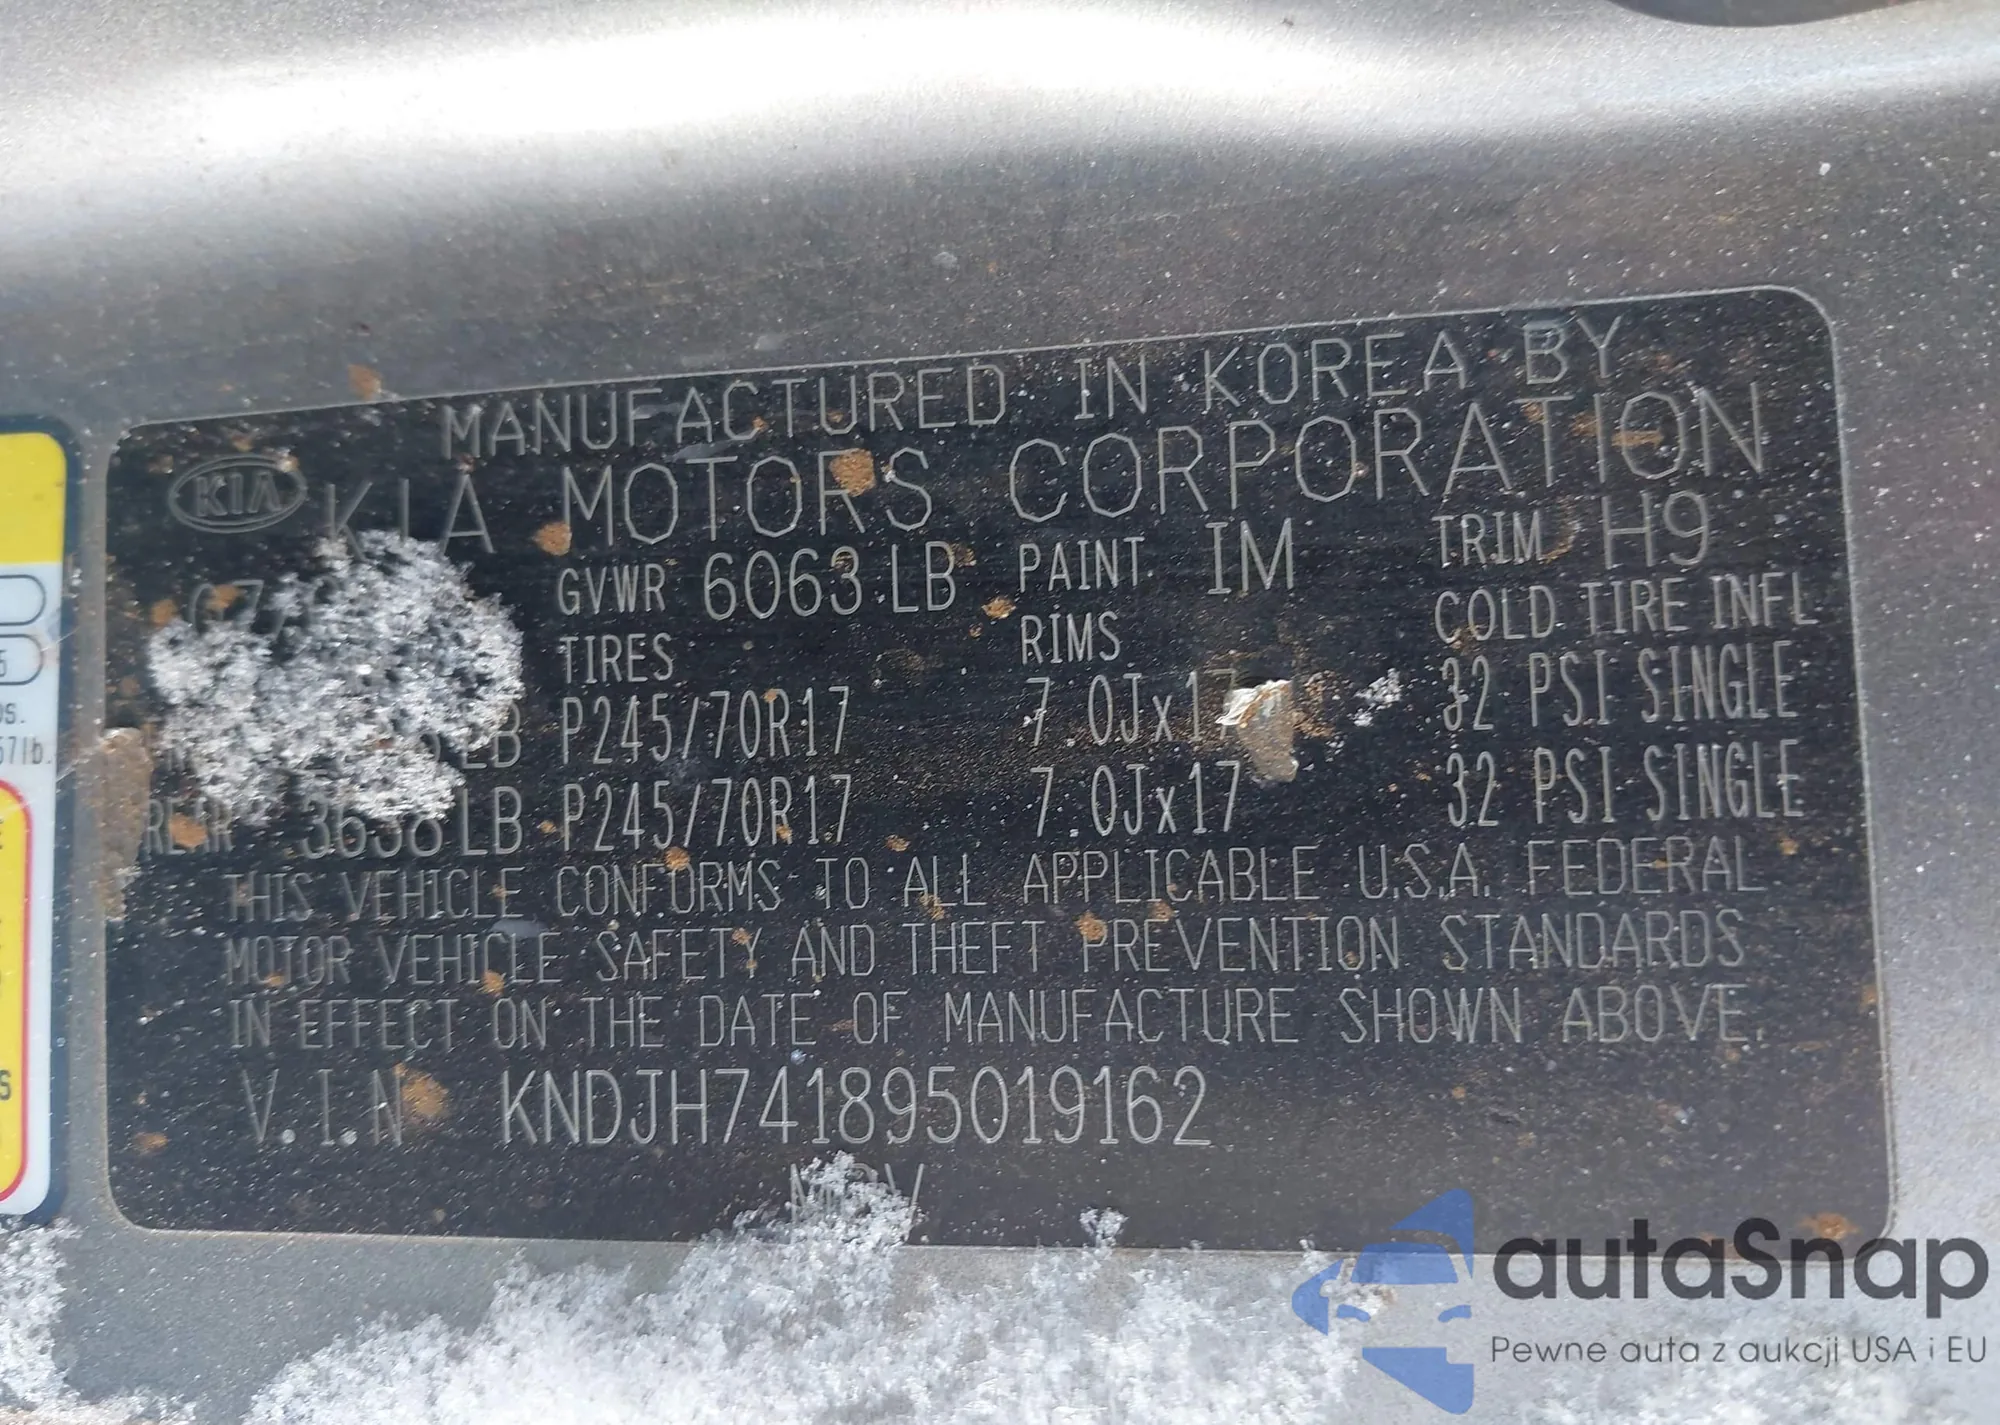 MANUFACTURED IN KOREA BY
KIA KIA MOTORS CORPORATION
GVWR 6063 LB PAINT IM TRIM H9
TIRES RIMS COLD TIRE INFL
LB P245/70R17 7.0Jx17 32 PSI SINGLE
REAR 3638 LB P245/70R17 7.0Jx17 32 PSI SINGLE
THIS VEHICLE CONFORMS TO ALL APPLICABLE U.S.A. FEDERAL
MOTOR VEHICLE SAFETY AND THEFT PREVENTION STANDARDS
IN EFFECT ON THE DATE OF MANUFACTURE SHOWN ABOVE.
V.I.N KNDJH741895019162
autaSnap
Pewne auta z aukcji USA i EU